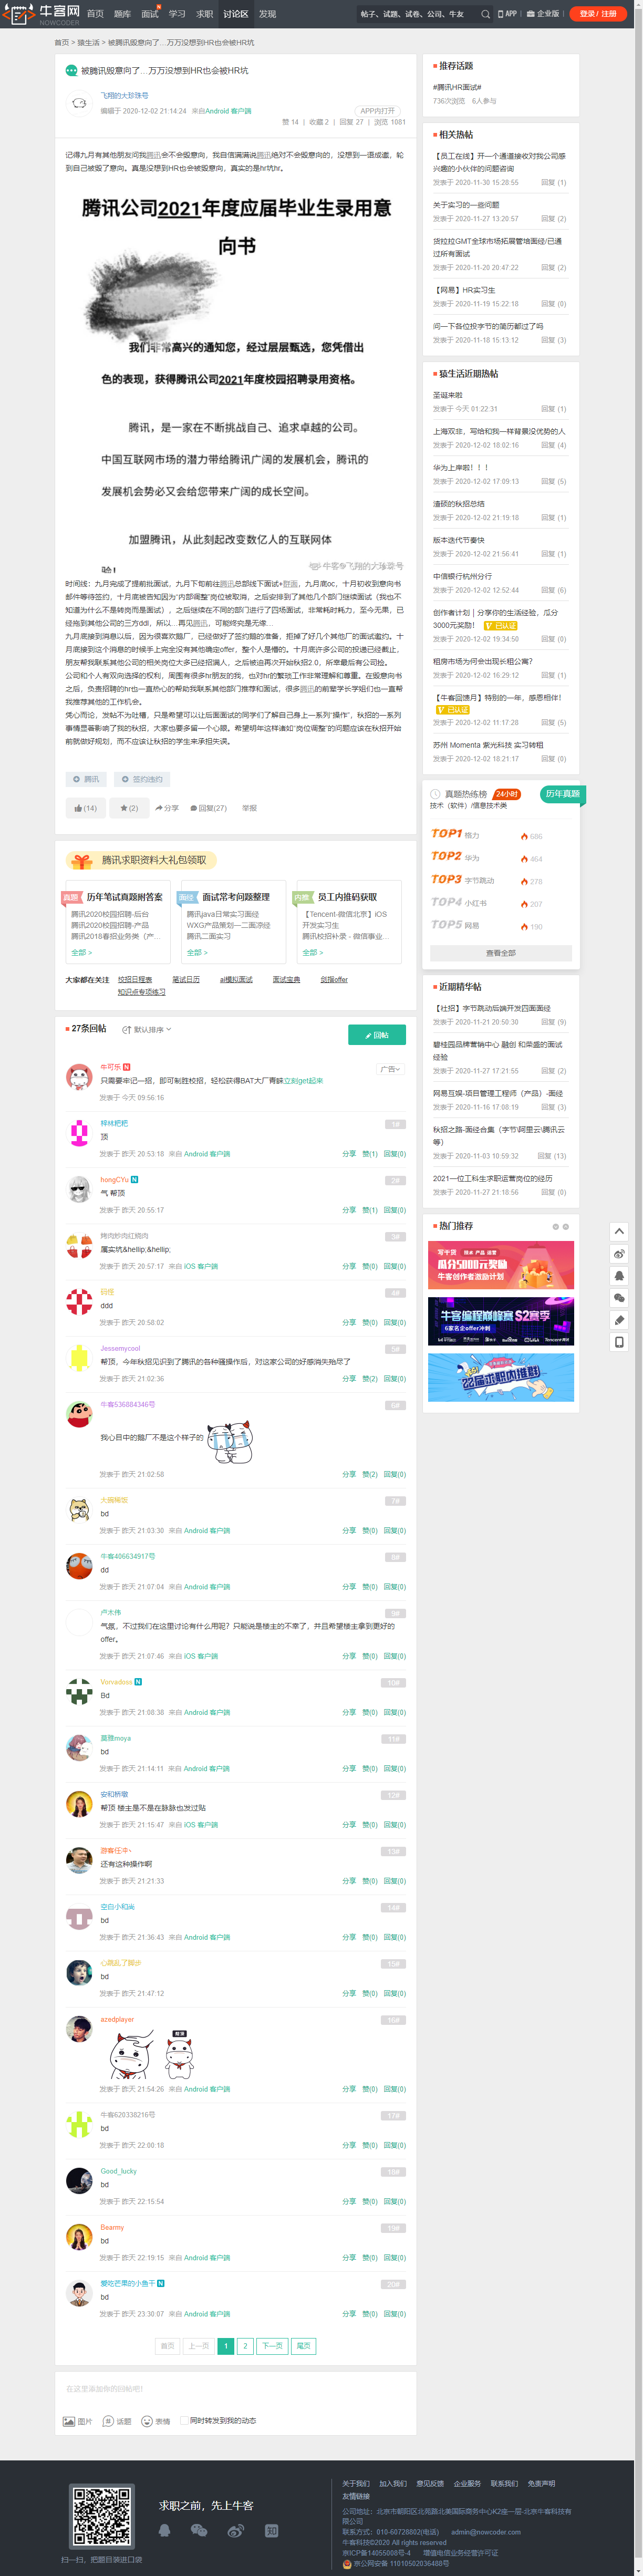 牛客网
NOWCODER
首页 题库 面试 学习 求职 讨论区 发现
帖子、试题、试卷、公司、牛友
APP | 企业版 |
登录 / 注册
首页 > 猿生活 > 被腾讯毁意向了...万万没想到HR也会被HR坑
被腾讯毁意向了...万万没想到HR也会被HR坑
飞翔的大珍珠号
编辑于 2020-12-02 21:14:24 来自Android 客户端
APP内打开
赞 14 | 收藏 2 | 回复 27 | 浏览 1081
记得九月有其他朋友问我腾讯会不会毁意向，我自信满满说腾讯绝对不会毁意向的，没想到一语成谶，轮
到自己被毁了意向。真是没想到HR也会被毁意向，真实的是hr坑hr。
腾讯公司2021年度应届毕业生录用意
向书
我们非常高兴的通知您，经过层层甄选，您凭借出
色的表现，获得腾讯公司2021年度校园招聘录用资格。
腾讯，是一家在不断挑战自己、追求卓越的公司。
中国互联网市场的潜力带给腾讯广阔的发展机会，腾讯的
发展机会势必又会给您带来广阔的成长空间。
加盟腾讯，从此刻起改变数亿人的互联网体
牛客@飞翔的大珍珠号
时间线：九月完成了提前批面试，九月下旬前往腾讯总部线下面试+群面，九月底oc，十月初收到意向书
部件等待签约，十月底被告知因为“内部调整”岗位被取消，之后安排到了其他几个部门继续面试（我也不
知道为什么不是转岗而是面试），之后继续在不同的部门进行了四场面试，非常耗时耗力，至今无果，已
经拖到其他公司的三方ddl，所以…再见腾讯，可能终究是无缘…
九月底接到消息以后，因为很喜欢鹅厂，已经做好了签约鹅的准备，拒掉了好几个其他厂的面试邀约。十
月底接到这个消息的时候手上完全没有其他确定offer，整个人是懵的。十月底许多公司的投递已经截止，
朋友帮我联系其他公司的相关岗位大多已经招满人，之后被迫再次开始秋招2.0，所幸最后有公司捡。
公司和个人有双向选择的权利，周围有很多hr朋友的我，也对hr的繁琐工作非常理解和尊重。在毁意向书
之后，负责招聘的hr也一直热心的帮助我联系其他部门推荐和面试，很多腾讯的前辈学长学姐们也一直帮
我推荐其他的工作机会。
凭心而论，发帖不为吐槽，只是希望可以让后面面试的同学们了解自己身上一系列“操作”，秋招的一系列
事情显著影响了我的秋招，大家也要多留一个心眼。希望明年这样诸如“岗位调整”的问题应该在秋招开始
前就做好规划，而不应该让秋招的学生来承担失误。
腾讯 签约违约
(14) (2) 分享 回复(27) 举报
腾讯求职资料大礼包领取
真题 历年笔试真题附答案
腾讯2020校园招聘-后台
腾讯2020校园招聘-产品
腾讯2018春招业务类（产...
全部 >
面经 面试常考问题整理
腾讯java日常实习面经
WXG产品策划一二面凉经
腾讯二面实习
全部 >
内推 员工内推码获取
【Tencent-微信北京】iOS
开发实习生
腾讯校招补录 - 微信事业...
全部 >
大家都在关注 校招日程表 笔试日历 ai模拟面试 面试宝典 剑指offer
知识点专项练习
27条回帖 默认排序
回帖
牛可乐
广告
只需要牢记一招，即可制胜校招，轻松获得BAT大厂青睐立刻get起来
发表于 今天 09:56:16
梓林粑粑 1#
顶
发表于 昨天 20:53:18 来自 Android 客户端 分享 赞(1) 回复(0)
hongCYu 2#
气 帮顶
发表于 昨天 20:55:17 分享 赞(1) 回复(0)
烤肉炒肉红烧肉 3#
属实坑&hellip;&hellip;
发表于 昨天 20:57:17 来自 iOS 客户端 分享 赞(0) 回复(0)
码怪 4#
ddd
发表于 昨天 20:58:02 分享 赞(0) 回复(0)
Jessemycool 5#
帮顶，今年秋招见识到了腾讯的各种骚操作后，对这家公司的好感消失殆尽了
发表于 昨天 21:02:36 分享 赞(2) 回复(0)
牛客536884346号 6#
我心目中的鹅厂不是这个样子的
发表于 昨天 21:02:58 分享 赞(2) 回复(0)
大碗稀饭 7#
bd
发表于 昨天 21:03:30 来自 Android 客户端 分享 赞(0) 回复(0)
牛客406634917号 8#
dd
发表于 昨天 21:07:04 来自 Android 客户端 分享 赞(0) 回复(0)
卢木伟 9#
气氛，不过我们在这里讨论有什么用呢？只能说是楼主的不幸了，并且希望楼主拿到更好的
offer。
发表于 昨天 21:07:46 来自 iOS 客户端 分享 赞(0) 回复(0)
Vorvadoss 10#
Bd
发表于 昨天 21:08:38 来自 Android 客户端 分享 赞(0) 回复(0)
moya 11#
bd
发表于 昨天 21:14:11 来自 Android 客户端 分享 赞(0) 回复(0)
安和桥墩 12#
帮顶 楼主是不是在脉脉也发过贴
发表于 昨天 21:15:47 来自 iOS 客户端 分享 赞(0) 回复(0)
游客任冲~ 13#
还有这种操作啊
发表于 昨天 21:21:33 分享 赞(0) 回复(0)
空白小和尚 14#
bd
发表于 昨天 21:36:43 来自 Android 客户端 分享 赞(0) 回复(0)
心跳乱了脚步 15#
bd
发表于 昨天 21:47:12 分享 赞(0) 回复(0)
azedplayer 16#
发表于 昨天 21:54:26 来自 Android 客户端 分享 赞(0) 回复(0)
牛客620338216号 17#
bd
发表于 昨天 22:00:18 分享 赞(0) 回复(0)
Good_lucky 18#
bd
发表于 昨天 22:15:54 分享 赞(0) 回复(0)
Bearmy 19#
bd
发表于 昨天 22:19:15 来自 Android 客户端 分享 赞(0) 回复(0)
爱吃芒果的小鱼干 20#
bd
发表于 昨天 23:30:07 来自 Android 客户端 分享 赞(0) 回复(0)
首页 上一页 1 2 下一页 尾页
在这里添加你的回帖吧!
图片 话题 表情 同时转发到我的动态
推荐话题
#腾讯HR面试#
736次浏览 6人参与
相关热帖
【员工在线】开一个通道接收对我公司感
兴趣的小伙伴的问题咨询
发表于 2020-11-30 15:28:55 回复 (1)
关于实习的一些问题
发表于 2020-11-27 13:20:57 回复 (2)
货拉拉GMT全球市场拓展管培面经/已通
过所有面试
发表于 2020-11-20 20:47:22 回复 (2)
【网易】HR实习生
发表于 2020-11-19 15:22:18 回复 (0)
问一下各位投字节的简历都过了吗
发表于 2020-11-18 15:13:12 回复 (3)
猿生活近期热帖
圣诞来啦
发表于 今天 01:22:31 回复 (1)
上海双非，写给和我一样背景没优势的人
发表于 2020-12-02 18:02:16 回复 (4)
华为上岸啦！！！
发表于 2020-12-02 17:09:13 回复 (5)
渣硕的秋招总结
发表于 2020-12-02 21:19:18 回复 (1)
版本迭代节奏快
发表于 2020-12-02 21:56:41 回复 (1)
中信银行杭州分行
发表于 2020-12-02 12:52:44 回复 (6)
创作者计划 | 分享你的生活经验，瓜分
3000元奖励！ 已认证
发表于 2020-12-02 19:34:50 回复 (0)
租房市场为何会出现长租公寓?
发表于 2020-12-02 16:29:12 回复 (1)
【牛客回馈月】特别的一年，感恩相伴！
已认证
发表于 2020-12-02 11:17:28 回复 (5)
苏州 Momenta 紫光科技 实习转租
发表于 2020-12-02 18:21:17 回复 (0)
真题热练榜 24小时 历年真题
技术（软件）/信息技术类
TOP1 格力 686
TOP2 华为 464
TOP3 字节跳动 278
TOP4 小红书 207
TOP5 网易 190
查看全部
近期精华帖
【社招】字节跳动后端开发四面面经
发表于 2020-11-21 20:50:30 回复 (9)
碧桂园品牌营销中心 融创 和荣盛的面试
经验
发表于 2020-11-27 17:21:55 回复 (2)
网易互娱-项目管理工程师（产品）-面经
发表于 2020-11-16 17:08:19 回复 (3)
秋招之路-面经合集（字节\阿里云\腾讯云
等）
发表于 2020-11-03 10:59:32 回复 (13)
2021一位工科生求职运营岗位的经历
发表于 2020-11-27 21:18:56 回复 (0)
热门推荐
写干货 技术 产品 运营
瓜分5000元奖励
牛客创作者激励计划
牛客编程巅峰赛 S2赛季
6家名企offer冲刺
22届求职内推群
求职之前，先上牛客
扫一扫，把题目装进口袋
关于我们 加入我们 意见反馈 企业服务 联系我们 免责声明
友情链接
公司地址：北京市朝阳区北苑路北美国际商务中心K2座一层-北京牛客科技有
限公司
联系方式：010-60728802(电话) admin@nowcoder.com
牛客科技©2020 All rights reserved
京ICP备14055008号-4 增值电信业务经营许可证
京公网安备 11010502036488号